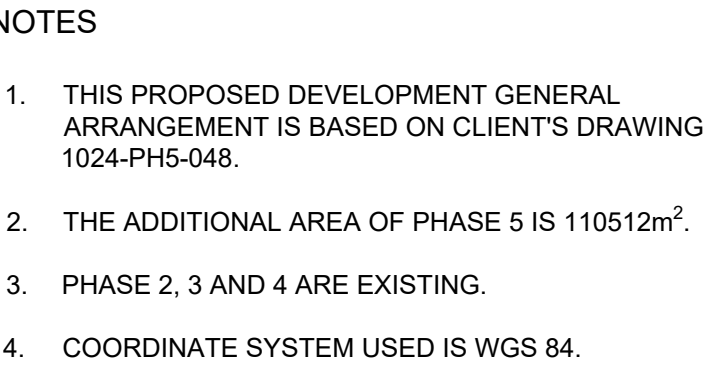 NOTES
1. THIS PROPOSED DEVELOPMENT GENERAL
ARRANGEMENT IS BASED ON CLIENT'S DRAWING
1024-PH5-048.
2. THE ADDITIONAL AREA OF PHASE 5 IS 110512m².
3. PHASE 2, 3 AND 4 ARE EXISTING.
4. COORDINATE SYSTEM USED IS WGS 84.